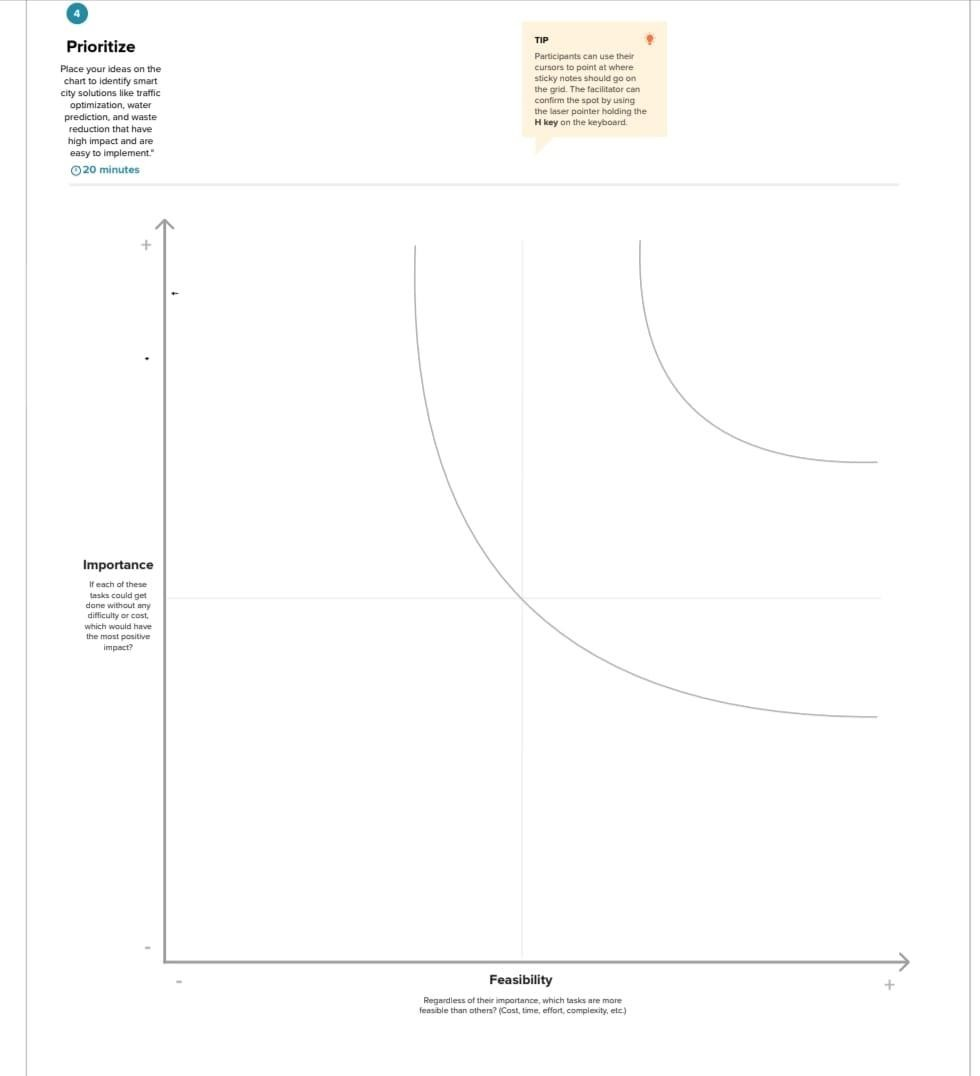 4
Prioritize
Place your ideas on the
chart to identify smart
city solutions like traffic
optimization, water
prediction, and waste
reduction that have
high impact and are
easy to implement."
20 minutes
TIP
Participants can use their
cursors to point at where
sticky notes should go on
the grid. The facilitator can
confirm the spot by using
the laser pointer holding the
H key on the keyboard.
+
Importance
If each of these
tasks could get
done without any
difficulty or cost,
which would have
the most positive
impact?
-
-
Feasibility
+
Regardless of their importance, which tasks are more
feasible than others? (Cost, time, effort, complexity, etc.)